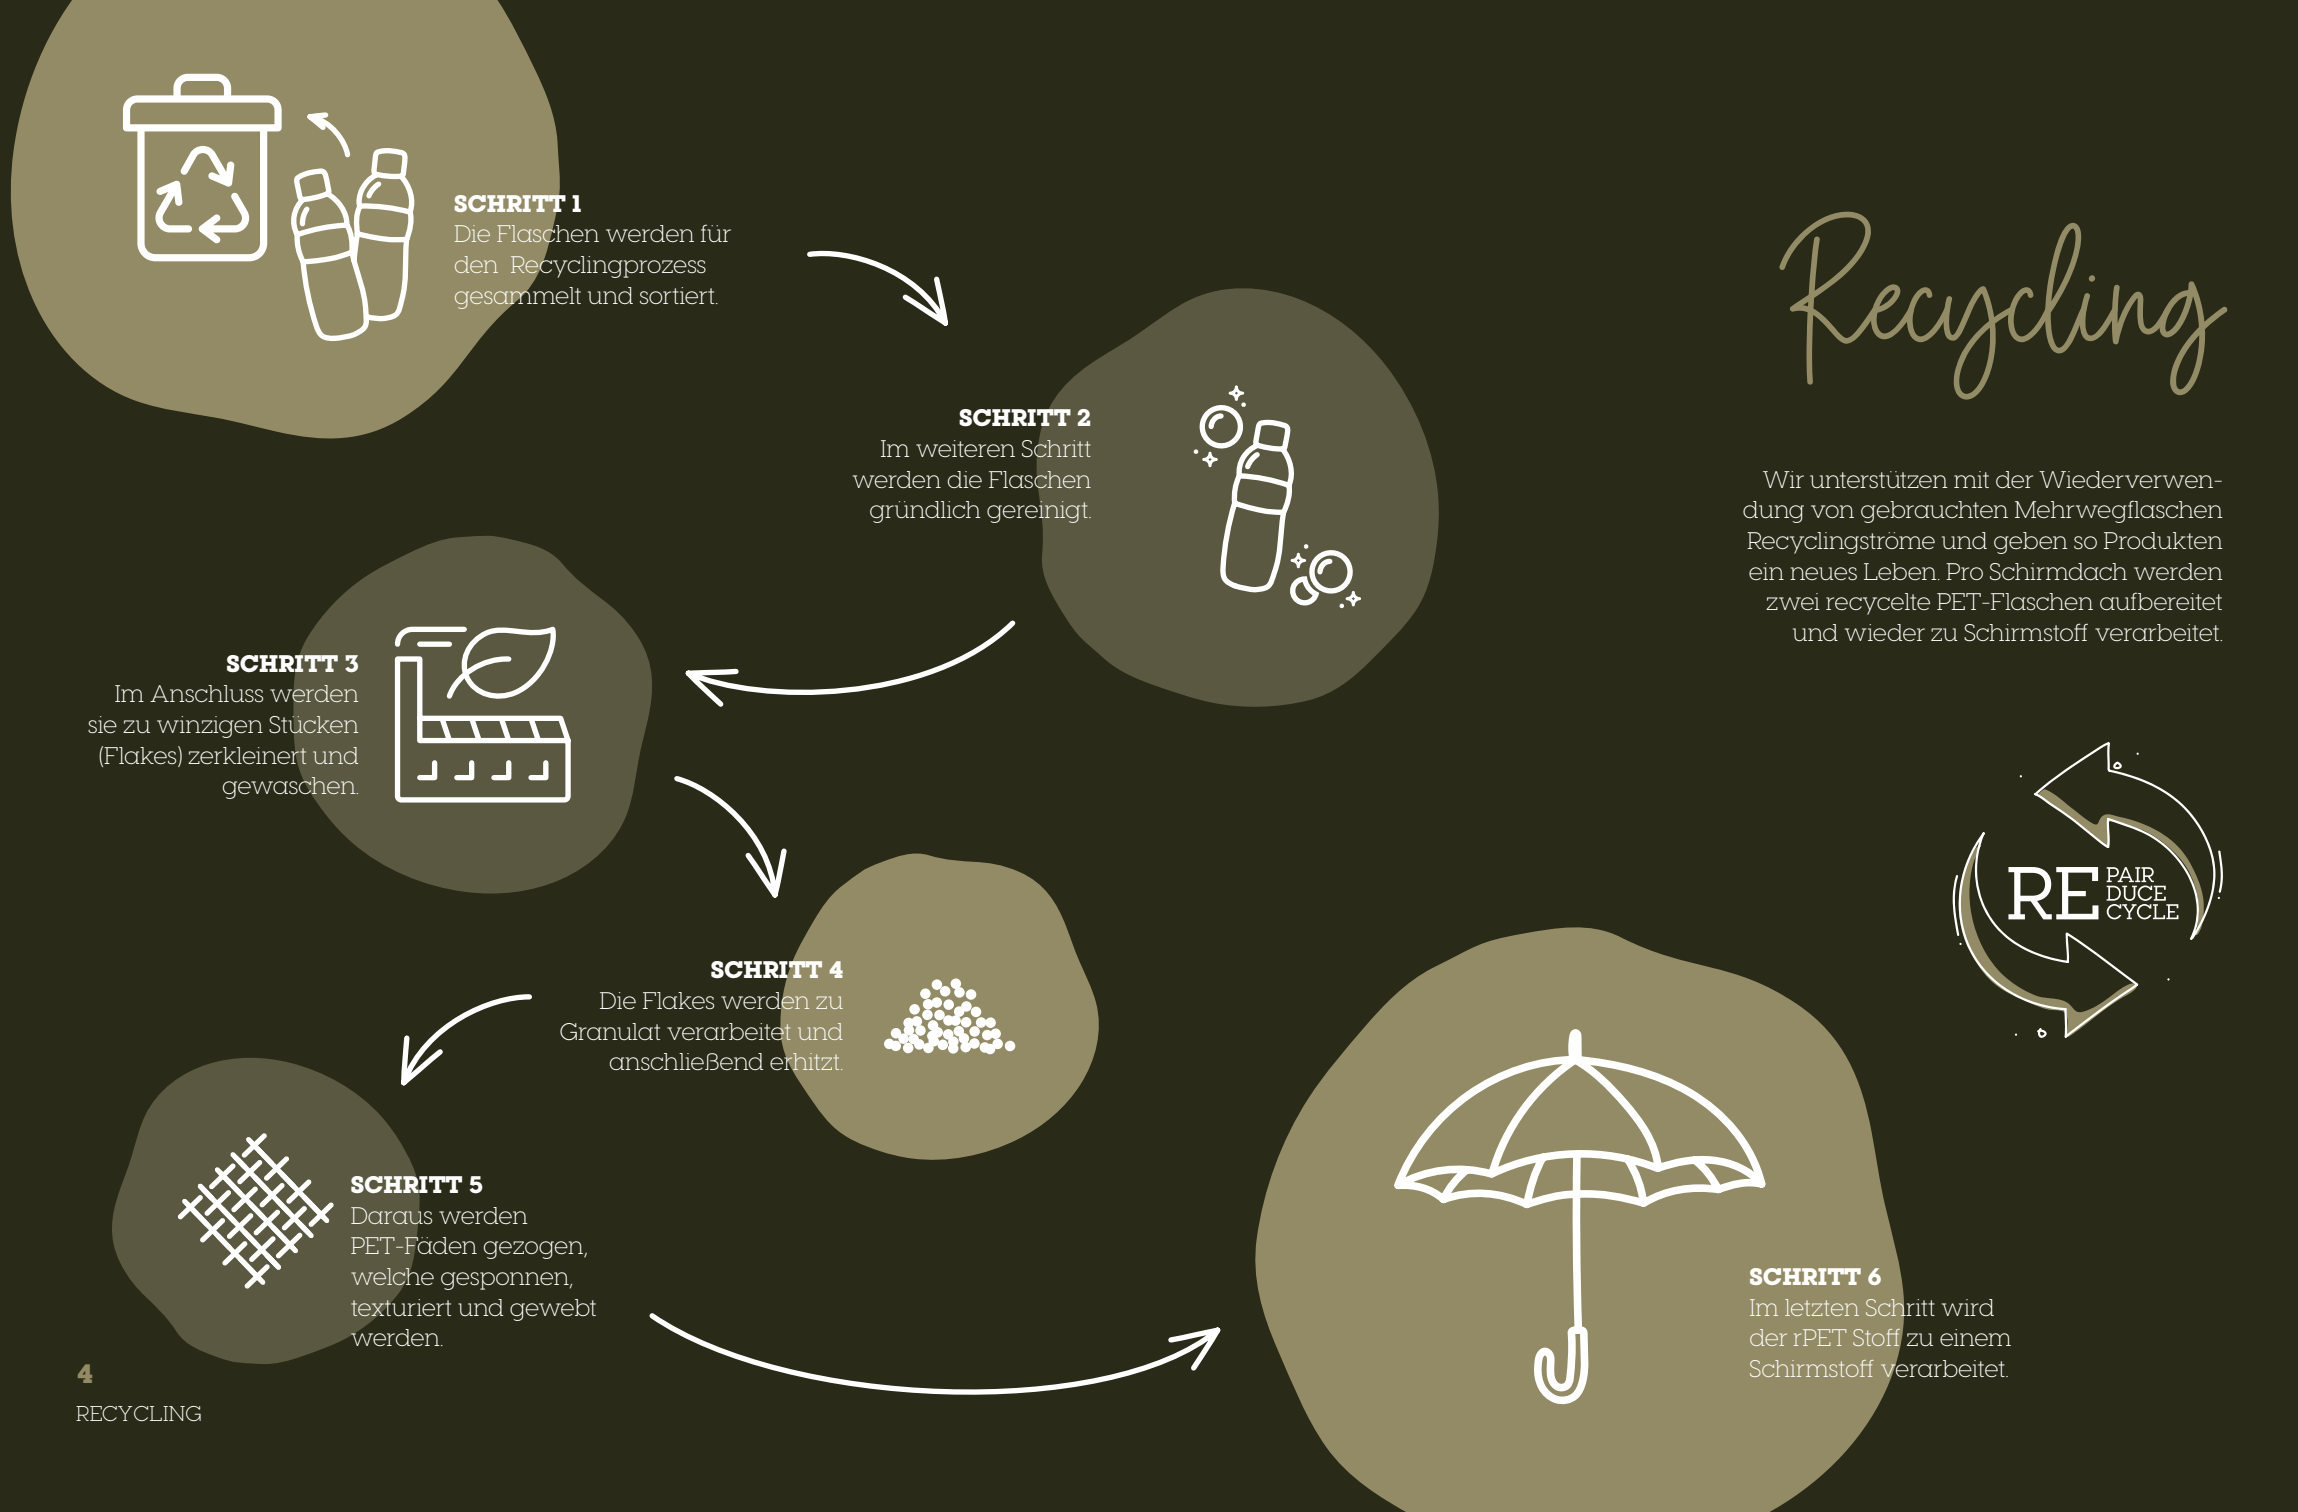 SCHRITT 1
Die Flaschen werden für
den Recyclingprozess
gesammelt und sortiert.
SCHRITT 2
Im weiteren Schritt
werden die Flaschen
gründlich gereinigt.
SCHRITT 3
Im Anschluss werden
sie zu winzigen Stücken
(Flakes) zerkleinert und
gewaschen.
SCHRITT 4
Die Flakes werden zu
Granulat verarbeitet und
anschließend erhitzt.
SCHRITT 5
Daraus werden
PET-Fäden gezogen,
welche gesponnen,
texturiert und gewebt
werden.
SCHRITT 6
Im letzten Schritt wird
der rPET Stoff zu einem
Schirmstoff verarbeitet.
Recycling
Wir unterstützen mit der Wiederverwen-
dung von gebrauchten Mehrwegflaschen
Recyclingströme und geben so Produkten
ein neues Leben. Pro Schirmdach werden
zwei recycelte PET-Flaschen aufbereitet
und wieder zu Schirmstoff verarbeitet.
RE
PAIR
DUCE
CYCLE
4
RECYCLING